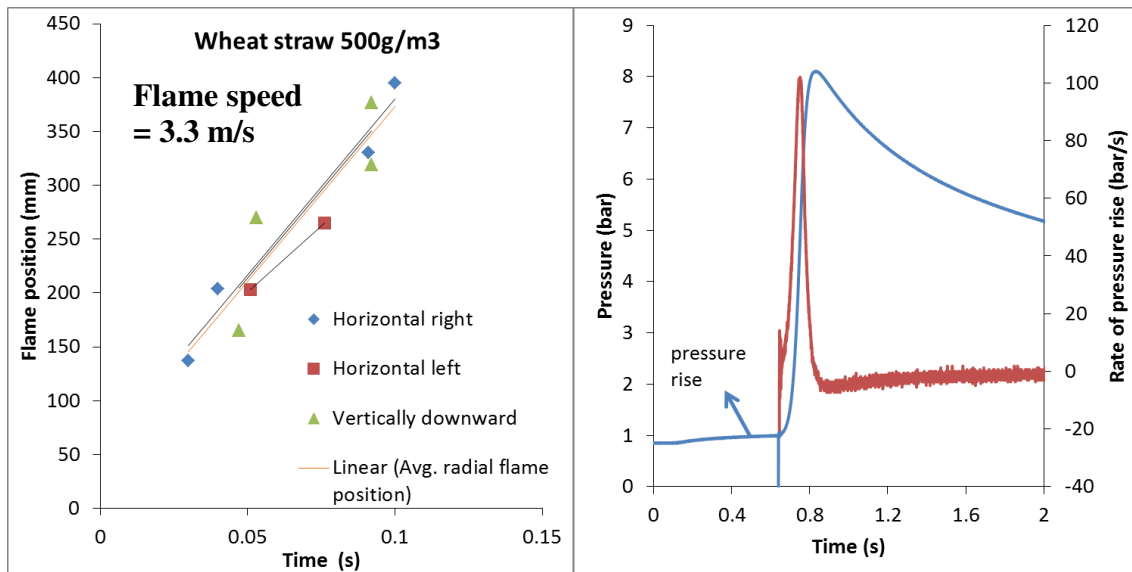 Wheat straw 500g/m3
Flame speed
= 3.3 m/s
450
400
350
300
250
200
150
100
50
0
Flame position (mm)
Horizontal right
Horizontal left
Vertically downward
Linear (Avg. radial flame
position)
0
0.05
0.1
0.15
Time (s)
9
8
7
6
5
4
3
2
1
0
Pressure (bar)
pressure
rise
120
100
80
60
40
20
0
-20
-40
Rate of pressure rise (bar/s)
0
0.4
0.8
1.2
1.6
2
Time (s)